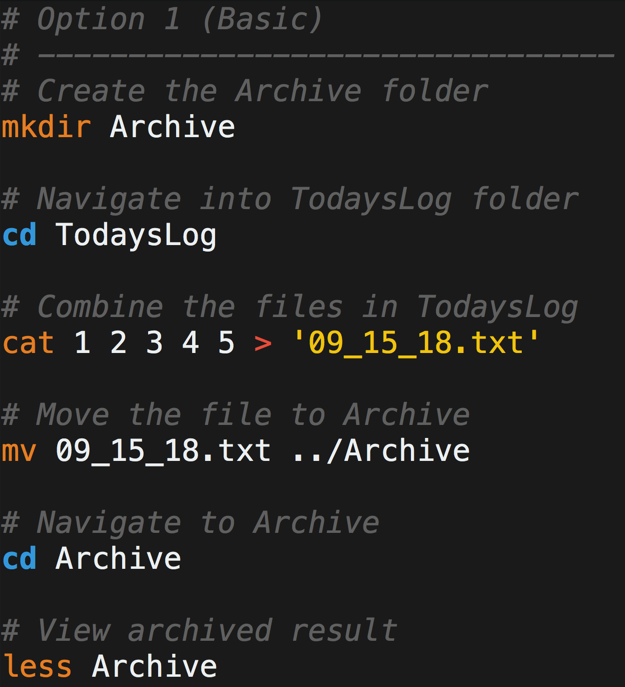 # Option 1 (Basic)
# --------------------------------
# Create the Archive folder
mkdir Archive
# Navigate into TodaysLog folder
cd TodaysLog
# Combine the files in TodaysLog
cat 1 2 3 4 5 > '09_15_18.txt'
# Move the file to Archive
mv 09_15_18.txt ../Archive
# Navigate to Archive
cd Archive
# View archived result
less Archive